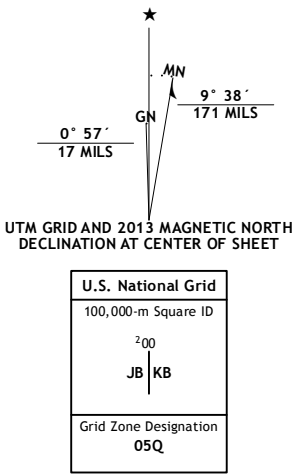 ★
MN
GN
9° 38´
171 MILS
0° 57´
17 MILS
UTM GRID AND 2013 MAGNETIC NORTH
DECLINATION AT CENTER OF SHEET
U.S. National Grid
100,000-m Square ID
²00
JB KB
Grid Zone Designation
05Q